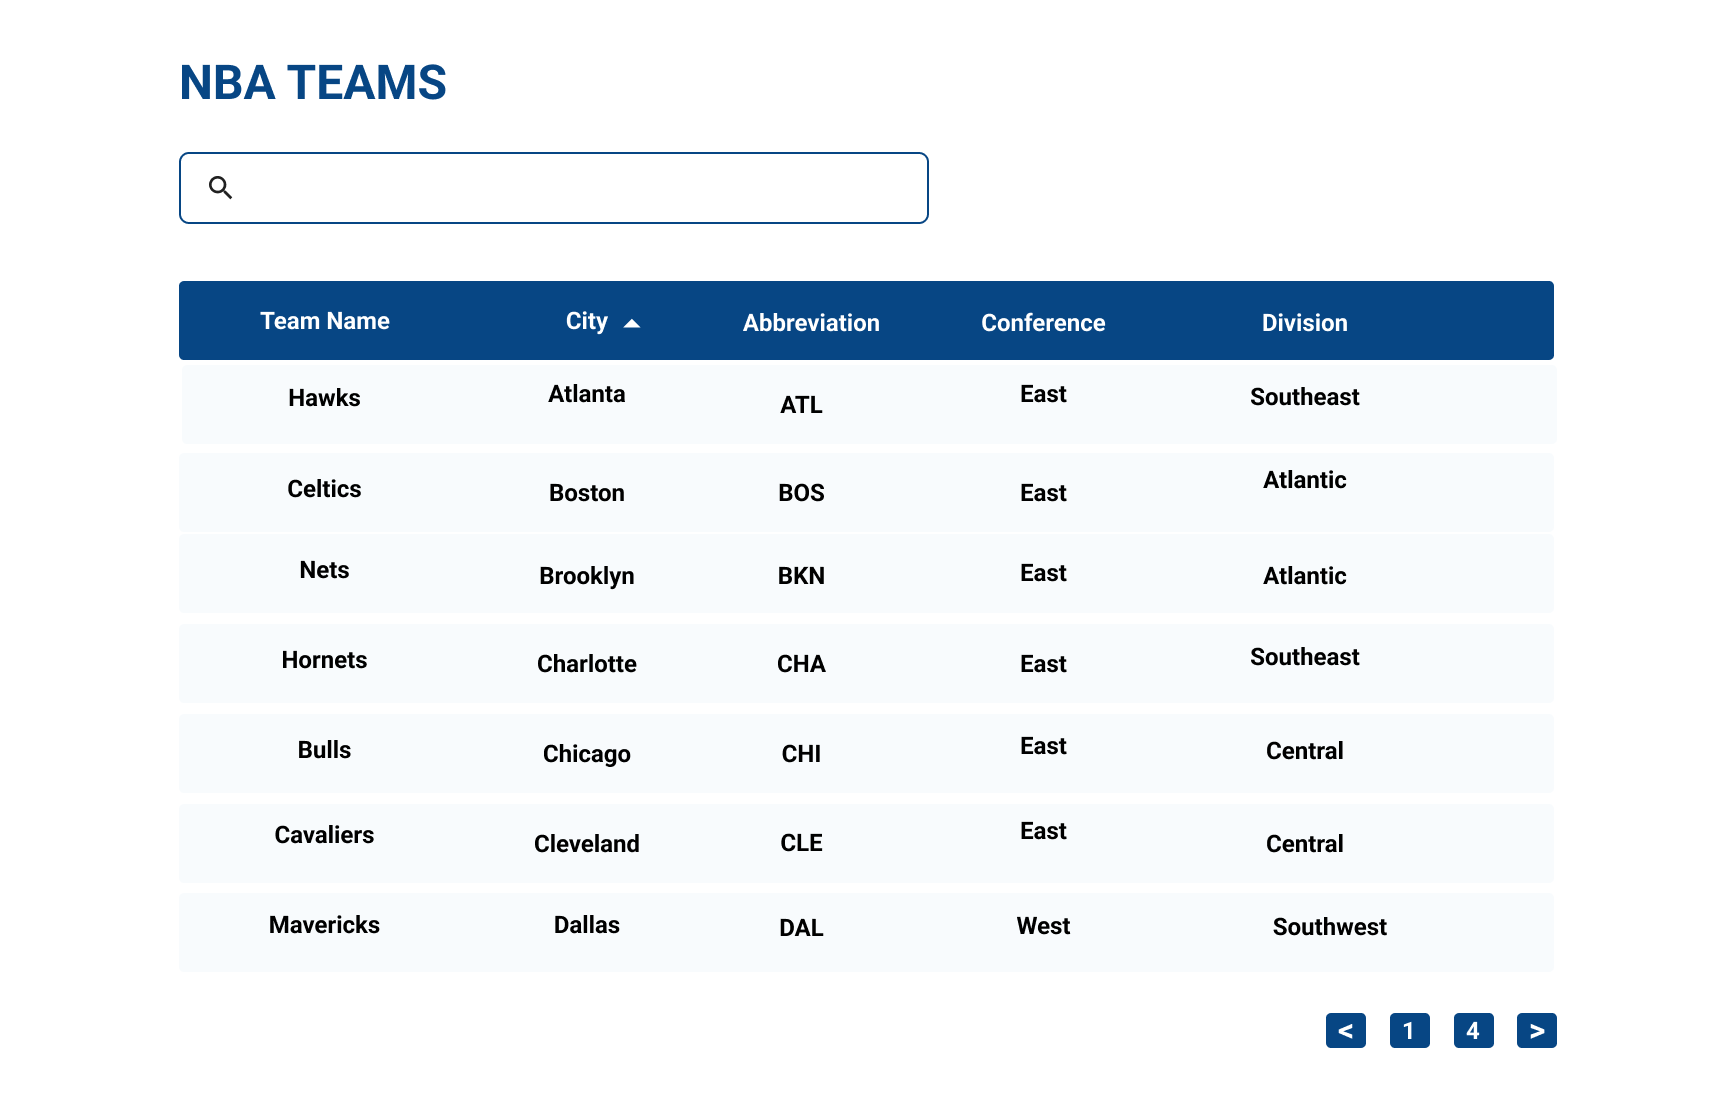 NBA TEAMS
Team Name City Abbreviation Conference Division
Hawks Atlanta ATL East Southeast
Celtics Boston BOS East Atlantic
Nets Brooklyn BKN East Atlantic
Hornets Charlotte CHA East Southeast
Bulls Chicago CHI East Central
Cavaliers Cleveland CLE East Central
Mavericks Dallas DAL West Southwest
< 1 4 >